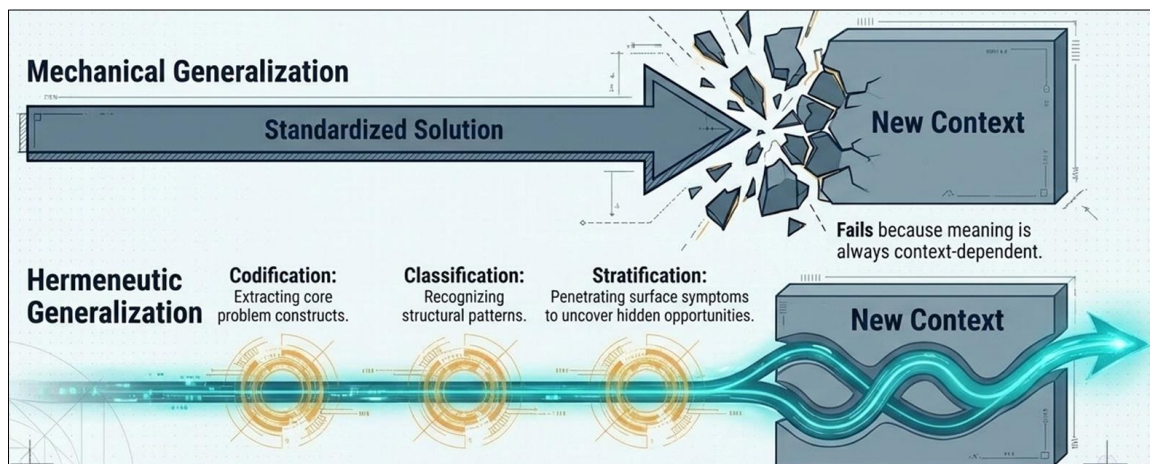 Mechanical Generalization
Standardized Solution
New Context
Fails because meaning is
always context-dependent.
Hermeneutic
Generalization
Codification:
Extracting core
problem constructs.
Classification:
Recognizing
structural patterns.
Stratification:
Penetrating surface symptoms
to uncover hidden opportunities.
New Context